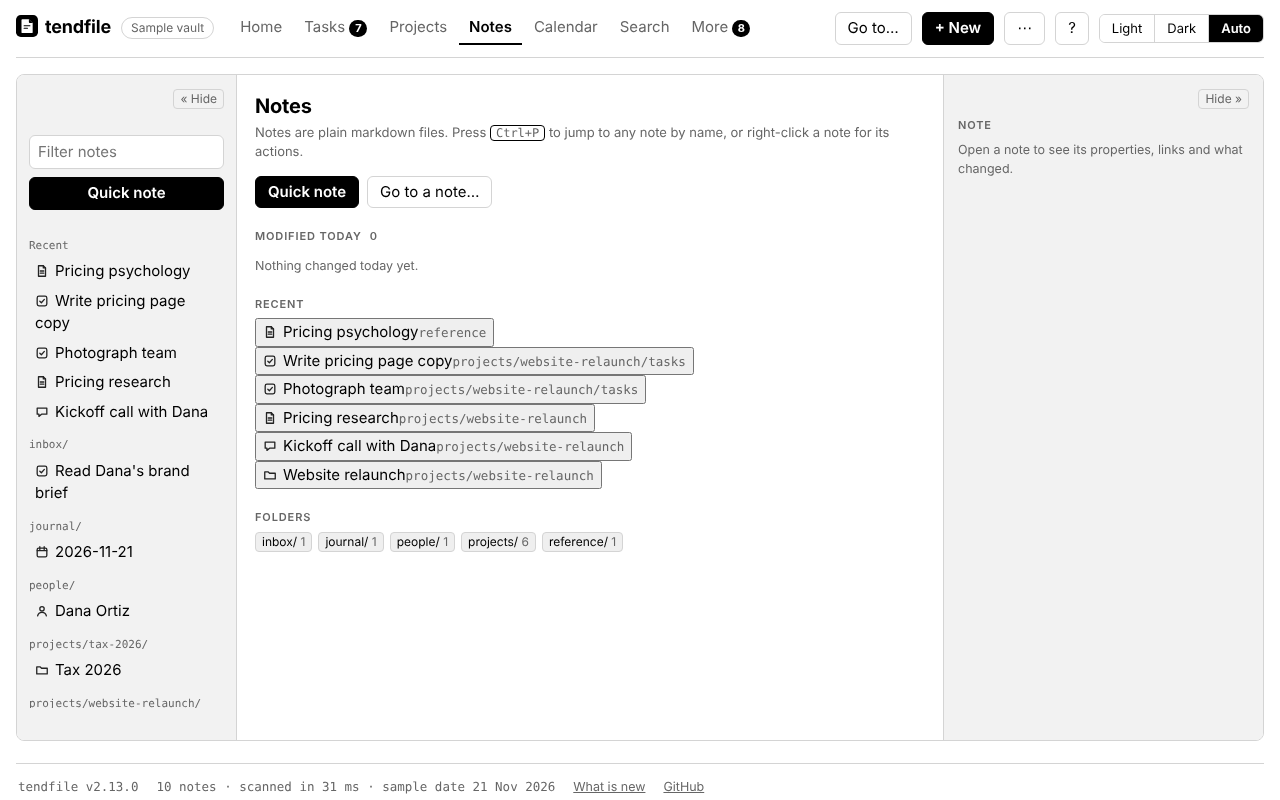 tendfile Sample vault Home Tasks 7 Projects Notes Calendar Search More 8 Go to... + New ... ? Light Dark Auto
« Hide
Filter notes
Quick note
Recent
Pricing psychology
Write pricing page
copy
Photograph team
Pricing research
Kickoff call with Dana
inbox/
Read Dana's brand
brief
journal/
2026-11-21
people/
Dana Ortiz
projects/tax-2026/
Tax 2026
projects/website-relaunch/
Notes
Notes are plain markdown files. Press Ctrl+P to jump to any note by name, or right-click a note for its
actions.
Quick note Go to a note...
MODIFIED TODAY 0
Nothing changed today yet.
RECENT
Pricing psychology reference
Write pricing page copy projects/website-relaunch/tasks
Photograph team projects/website-relaunch/tasks
Pricing research projects/website-relaunch
Kickoff call with Dana projects/website-relaunch
Website relaunch projects/website-relaunch
FOLDERS
inbox/ 1 journal/ 1 people/ 1 projects/ 6 reference/ 1
Hide »
NOTE
Open a note to see its properties, links and what
changed.
tendfile v2.13.0 10 notes · scanned in 31 ms · sample date 21 Nov 2026 What is new GitHub